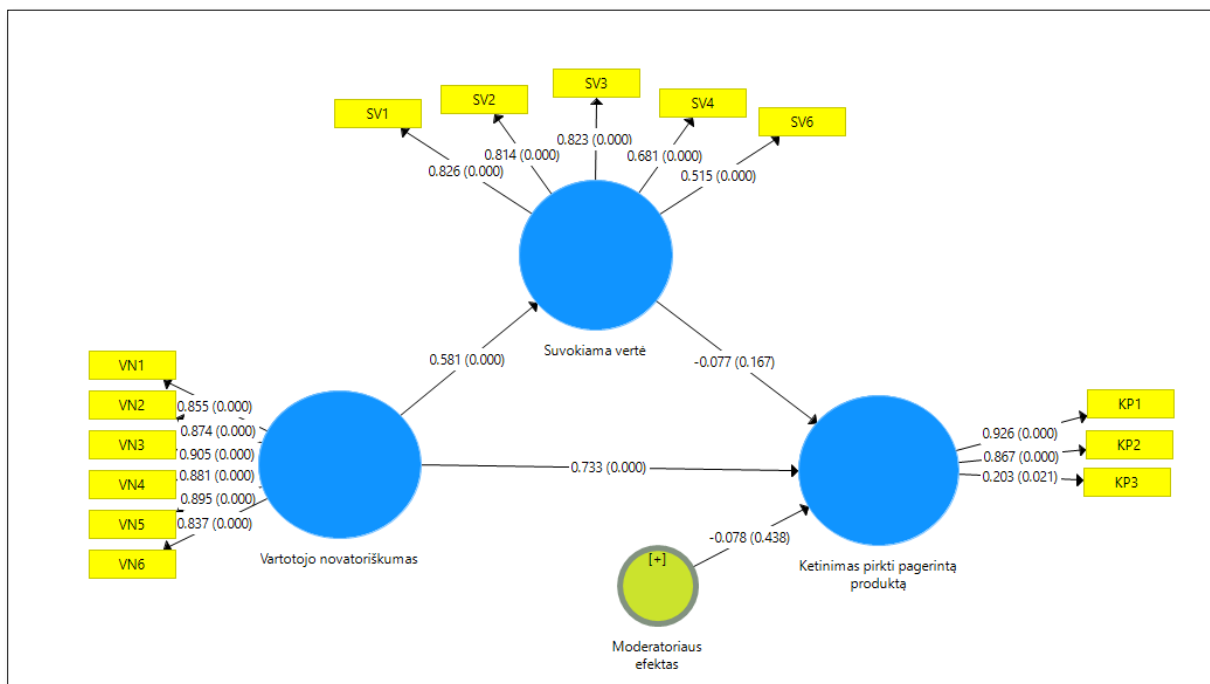 SV1
SV2
SV3
SV4
SV6
0.826 (0.000)
0.814 (0.000)
0.823 (0.000)
0.681 (0.000)
0.515 (0.000)
Suvokiama vertė
0.581 (0.000)
-0.077 (0.167)
VN1
VN2
VN3
VN4
VN5
VN6
0.855 (0.000)
0.874 (0.000)
0.905 (0.000)
0.881 (0.000)
0.895 (0.000)
0.837 (0.000)
Vartotojo novatoriškumas
0.733 (0.000)
KP1
KP2
KP3
0.926 (0.000)
0.867 (0.000)
0.203 (0.021)
Ketinimas pirkti pagerintą
produktą
-0.078 (0.438)
[+]
Moderatoriaus
efektas